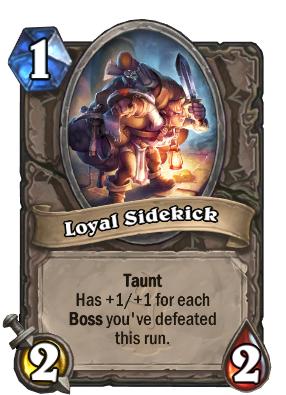 1
Loyal Sidekick
Taunt
Has +1/+1 for each
Boss you've defeated
this run.
2
2